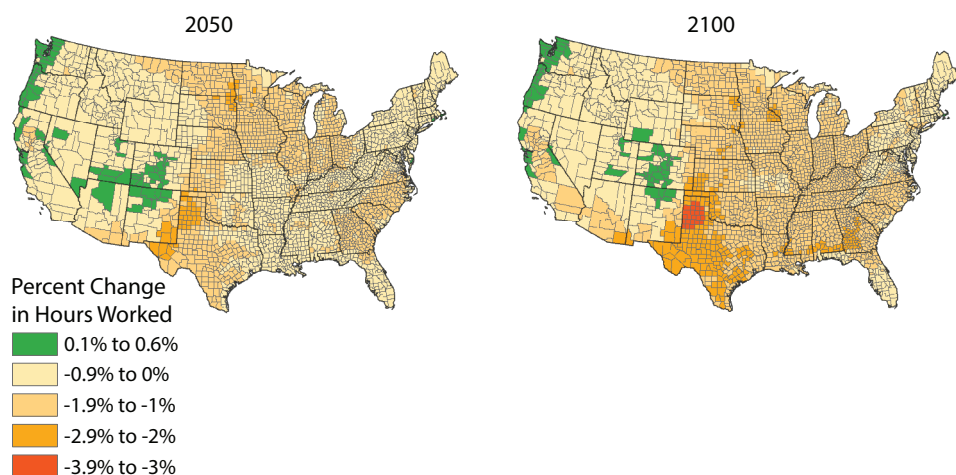 2050
2100
Percent Change
in Hours Worked
0.1% to 0.6%
-0.9% to 0%
-1.9% to -1%
-2.9% to -2%
-3.9% to -3%